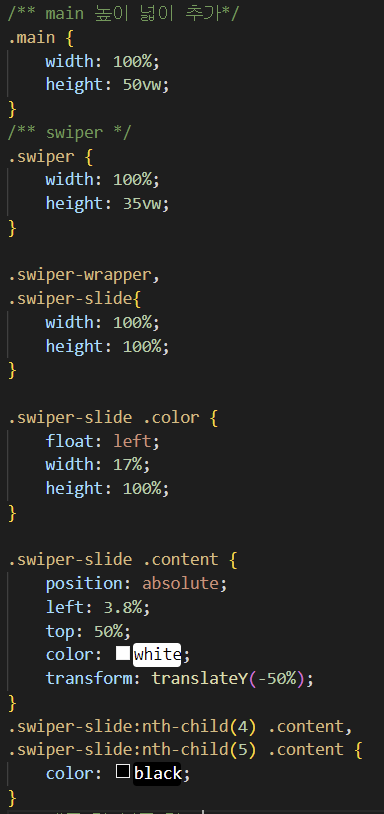 /** main 높이 넓이 추가*/
.main {
    width: 100%;
    height: 50vw;
}
/** swiper */
.swiper {
    width: 100%;
    height: 35vw;
}

.swiper-wrapper,
.swiper-slide{
    width: 100%;
    height: 100%;
}

.swiper-slide .color {
    float: left;
    width: 17%;
    height: 100%;
}

.swiper-slide .content {
    position: absolute;
    left: 3.8%;
    top: 50%;
    color: white;
    transform: translateY(-50%);
}
.swiper-slide:nth-child(4) .content,
.swiper-slide:nth-child(5) .content {
    color: black;
}